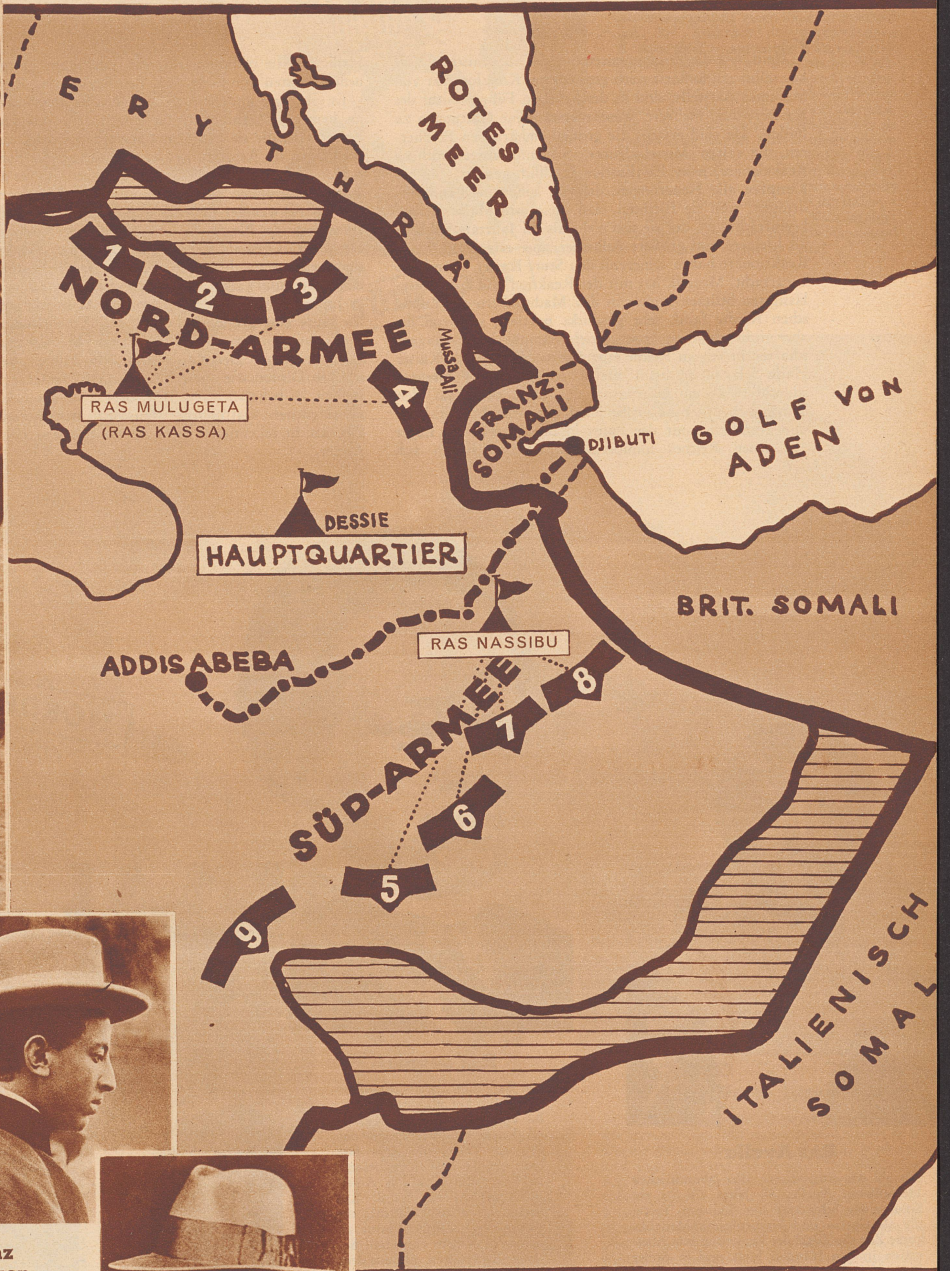 ERYTHRÄA
ROTES
MEER
1
2
3
NORD-ARMEE
Mussa Ali
4
RAS MULUGETA
(RAS KASSA)
FRANZ.
SOMALI
DJIBUTI
GOLF VON
ADEN
DESSIE
HAUPTQUARTIER
BRIT. SOMALI
RAS NASSIBU
ADDIS ABEBA
8
7
SÜD-ARMEE
6
5
9
ITALIENISCH
SOMAL